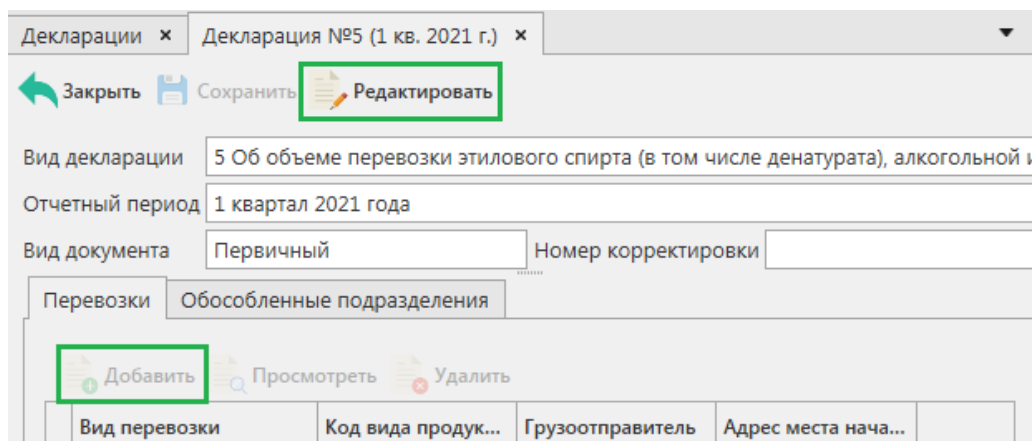 Декларации × Декларация №5 (1 кв. 2021 г.) ×
Закрыть Сохранить Редактировать
Вид декларации 5 Об объеме перевозки этилового спирта (в том числе денатурата), алкогольной и
Отчетный период 1 квартал 2021 года
Вид документа Первичный Номер корректировки
Перевозки Обособленные подразделения
Добавить Просмотреть Удалить
Вид перевозки Код вида продук... Грузоотправитель Адрес места нача...